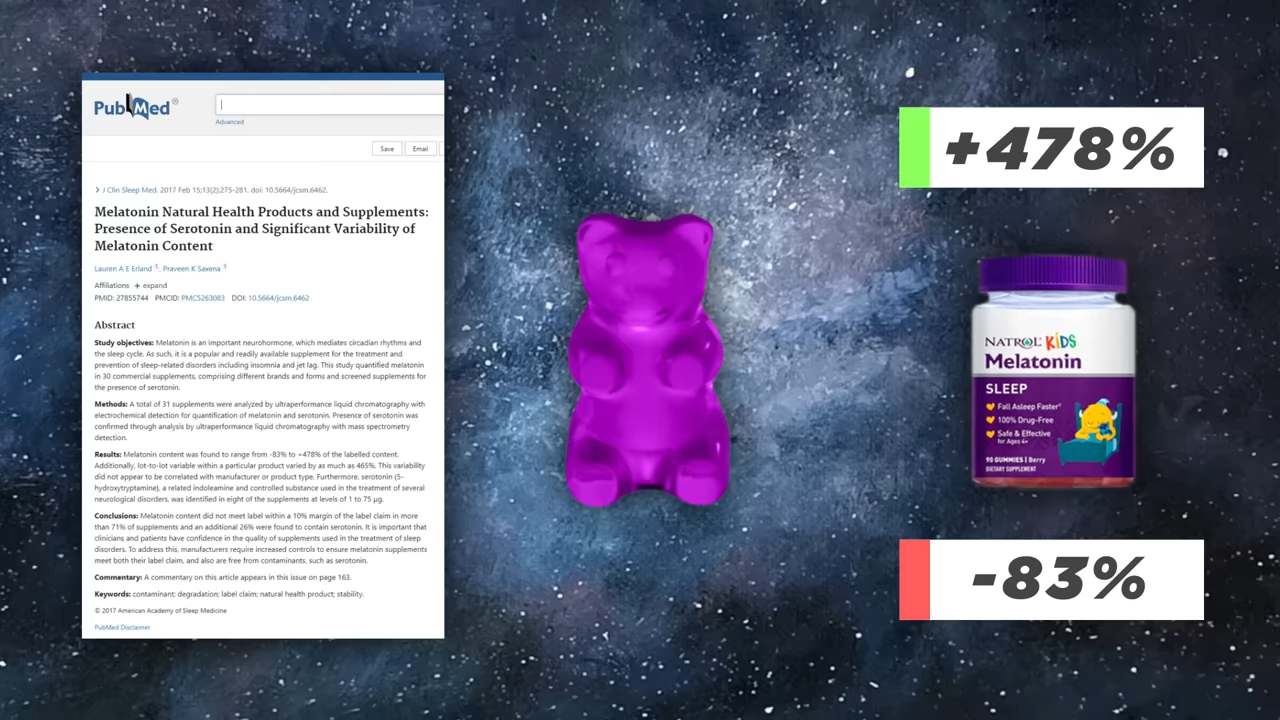 PubMed®
Advanced
Save Email
J Clin Sleep Med. 2017 Feb 15;13(2):275-281. doi: 10.5664/jcsm.6462.
Melatonin Natural Health Products and Supplements:
Presence of Serotonin and Significant Variability of
Melatonin Content
Lauren A E Erland 1, Praveen K Saxena 1
Affiliations + expand
PMID: 27855744 PMCID: PMC5263083 DOI: 10.5664/jcsm.6462
Abstract
Study objectives: Melatonin is an important neurohormone, which mediates circadian rhythms and
the sleep cycle. As such, it is a popular and readily available supplement for the treatment and
prevention of sleep-related disorders including insomnia and jet lag. This study quantified melatonin
in 30 commercial supplements, comprising different brands and forms and screened supplements for
the presence of serotonin.
Methods: A total of 31 supplements were analyzed by ultraperformance liquid chromatography with
electrochemical detection for quantification of melatonin and serotonin. Presence of serotonin was
confirmed through analysis by ultraperformance liquid chromatography with mass spectrometry
detection.
Results: Melatonin content was found to range from -83% to +478% of the labelled content.
Additionally, lot-to-lot variable within a particular product varied by as much as 465%. This variability
did not appear to be correlated with manufacturer or product type. Furthermore, serotonin (5-
hydroxytryptamine), a related indoleamine and controlled substance used in the treatment of several
neurological disorders, was identified in eight of the supplements at levels of 1 to 75 μg.
Conclusions: Melatonin content did not meet label within a 10% margin of the label claim in more
than 71% of supplements and an additional 26% were found to contain serotonin. It is important that
clinicians and patients have confidence in the quality of supplements used in the treatment of sleep
disorders. To address this, manufacturers require increased controls to ensure melatonin supplements
meet both their label claim, and also are free from contaminants, such as serotonin.
Commentary: A commentary on this article appears in this issue on page 163.
Keywords: contaminant; degradation; label claim; natural health product; stability.
© 2017 American Academy of Sleep Medicine
PubMed Disclaimer
+478%
NATROL KiDS
Melatonin
SLEEP
Fall Asleep Faster†
100% Drug-Free
Safe & Effective
for Ages 4+
90 GUMMIES | Berry
DIETARY SUPPLEMENT
-83%